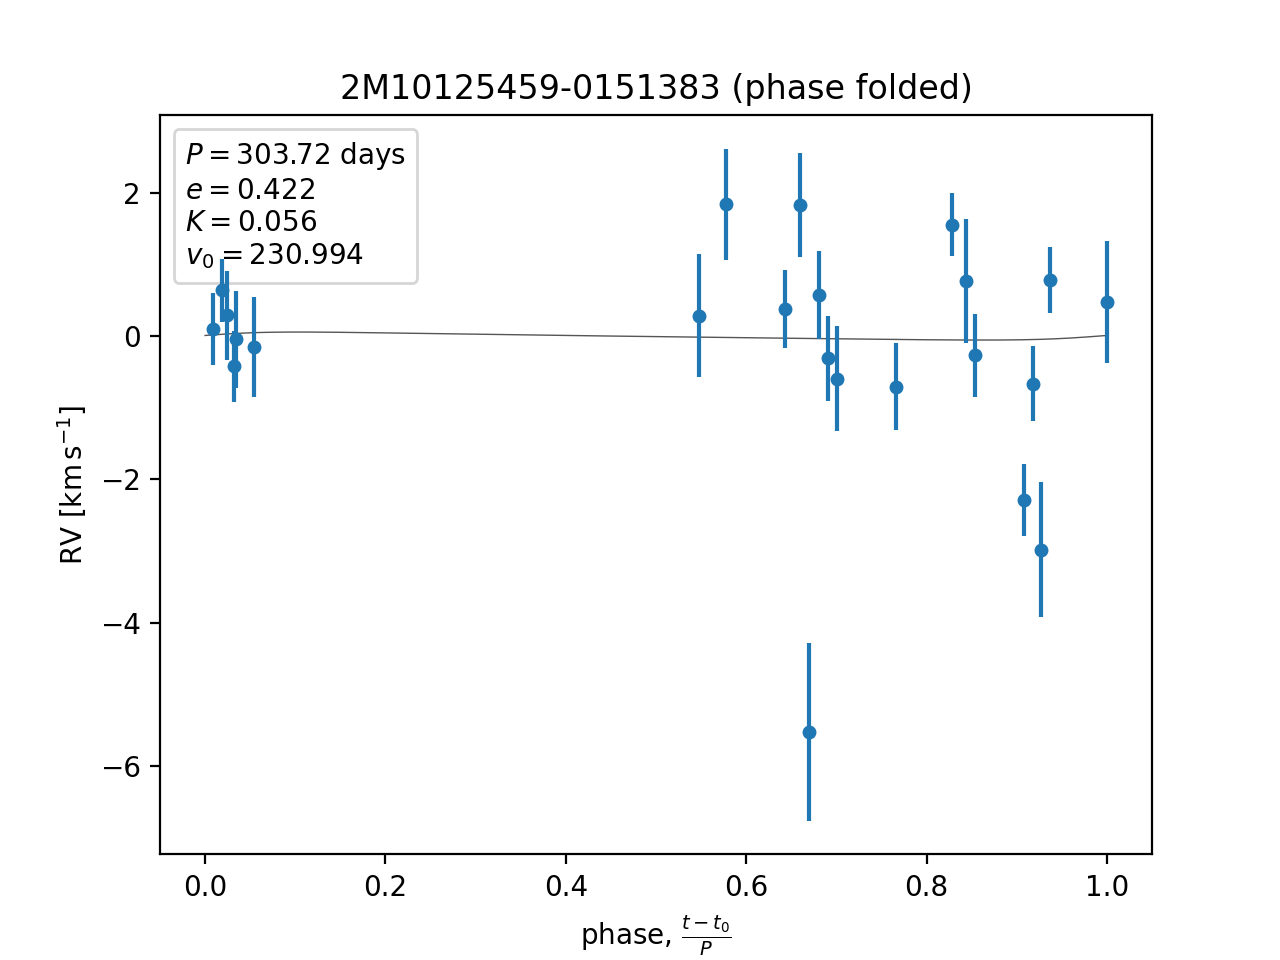 2M10125459-0151383 (phase folded)
P = 303.72 days
e = 0.422
K = 0.056
v₀ = 230.994
2
0
−2
−4
−6
RV [km s⁻¹]
0.0 0.2 0.4 0.6 0.8 1.0
phase, (t − t₀)/P